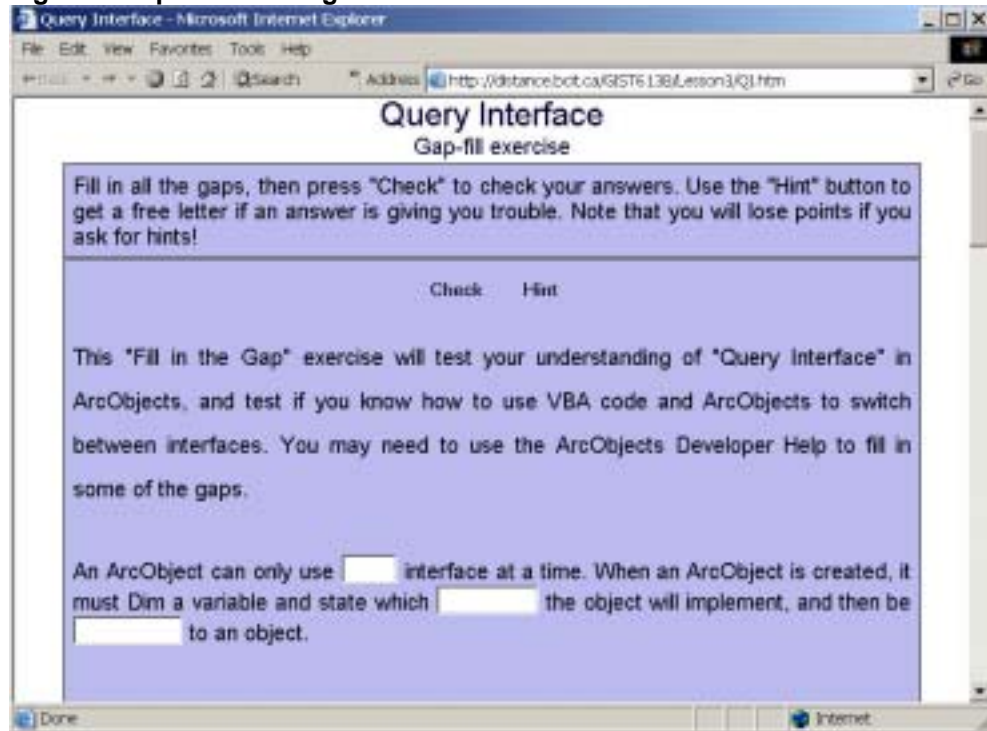 Query Interface - Microsoft Internet Explorer
File Edit View Favorites Tools Help
Search Address http://distance.bcit.ca/GIST6138/Lesson3/QI.htm Go
Query Interface
Gap-fill exercise
Fill in all the gaps, then press "Check" to check your answers. Use the "Hint" button to
get a free letter if an answer is giving you trouble. Note that you will lose points if you
ask for hints!
Check Hint
This "Fill in the Gap" exercise will test your understanding of "Query Interface" in
ArcObjects, and test if you know how to use VBA code and ArcObjects to switch
between interfaces. You may need to use the ArcObjects Developer Help to fill in
some of the gaps.
An ArcObject can only use interface at a time. When an ArcObject is created, it
must Dim a variable and state which the object will implement, and then be
to an object.
Done Internet